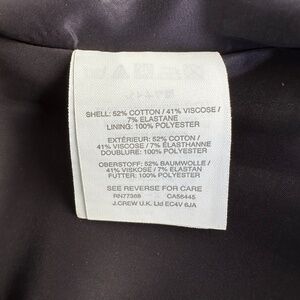 SHELL: 52% COTTON / 41% VISCOSE /
7% ELASTANE
LINING: 100% POLYESTER
EXTÉRIEUR: 52% COTON /
41% VISCOSE / 7% ÉLASTHANNE
DOUBLURE: 100% POLYESTER
OBERSTOFF: 52% BAUMWOLLE /
41% VISKOSE / 7% ELASTAN
FUTTER: 100% POLYESTER
SEE REVERSE FOR CARE
RN77388 CA56445
J.CREW U.K. Ltd EC4V 6JA